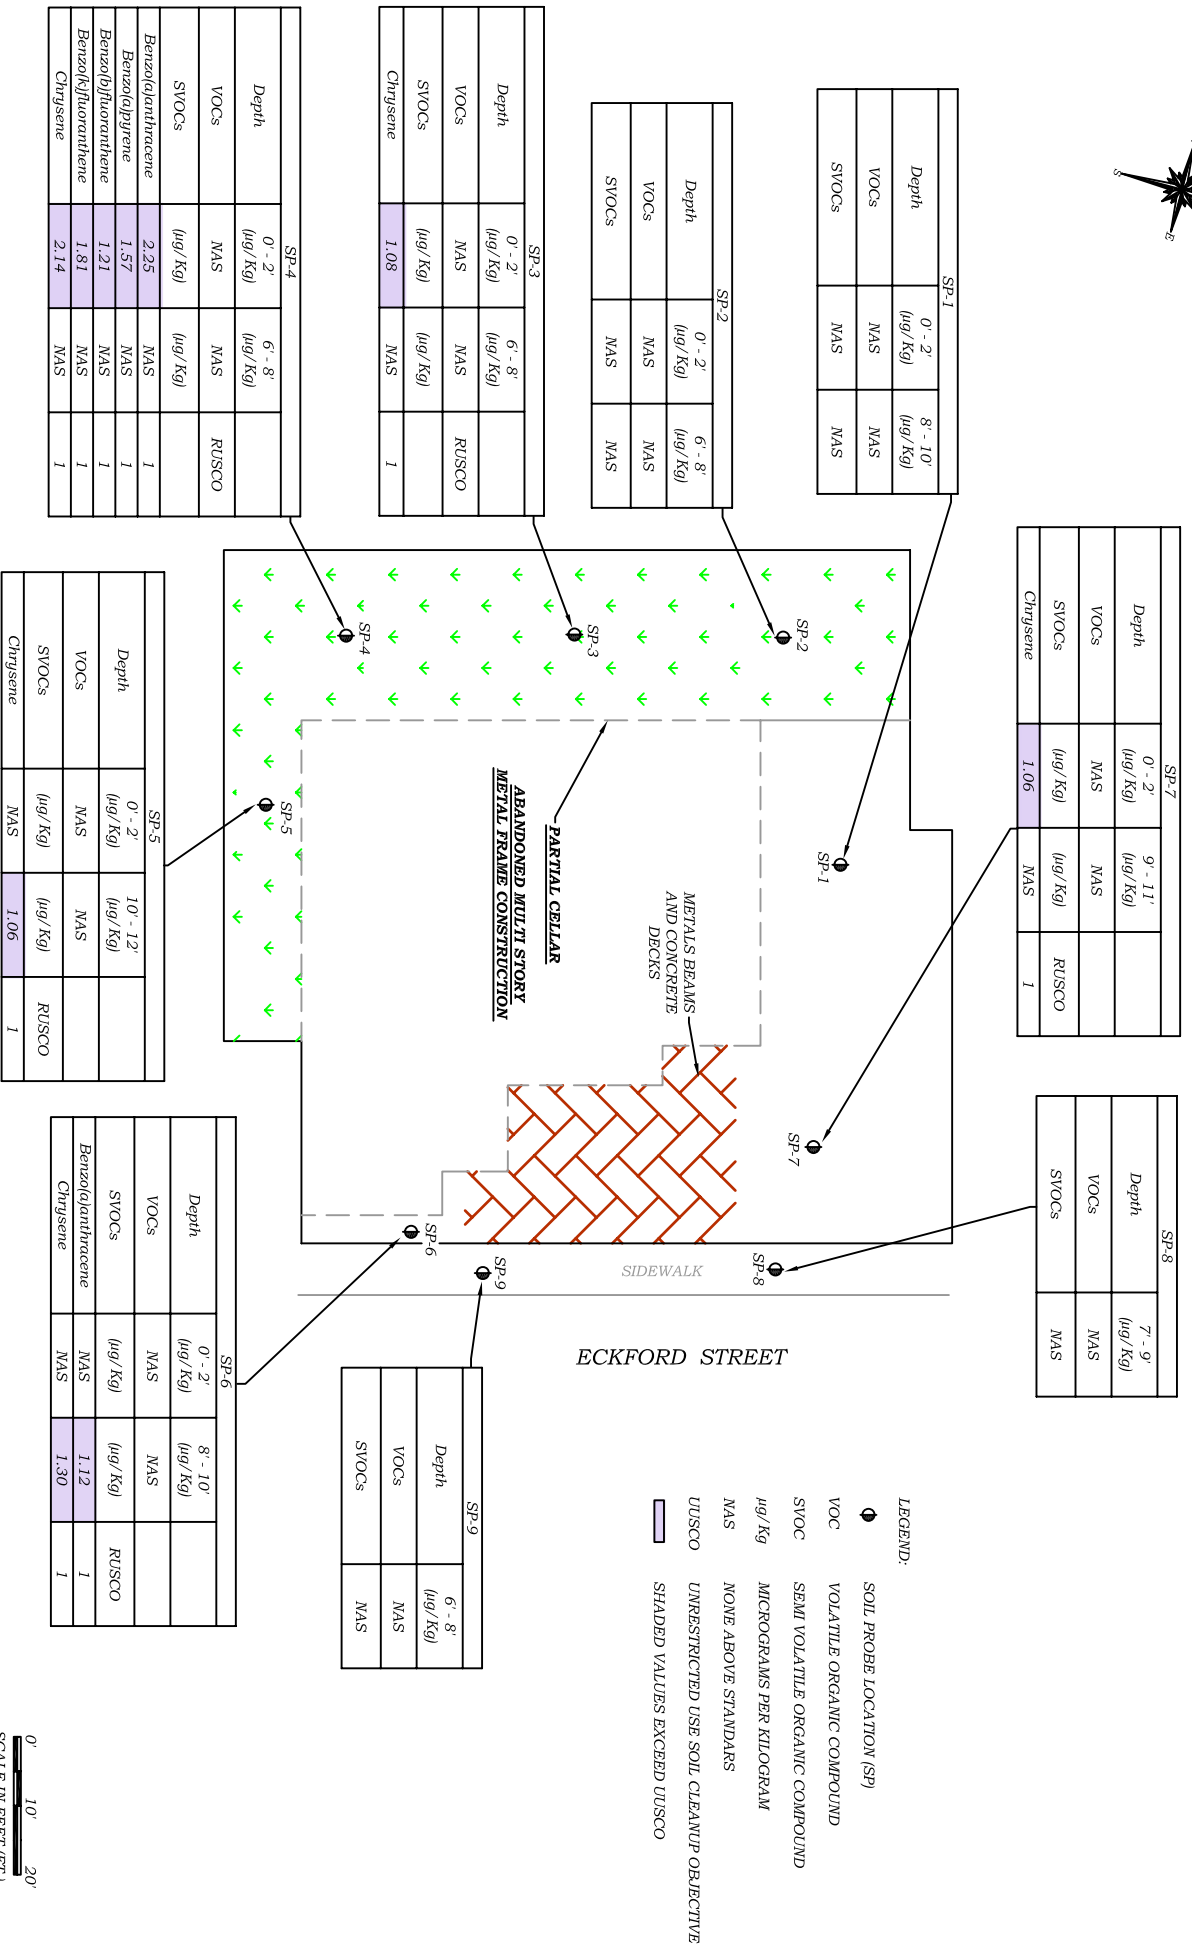 S
E
SP-1
Depth 0' - 2' (µg/Kg) 8' - 10' (µg/Kg)
VOCs NAS NAS
SVOCs NAS NAS
SP-2
Depth 0' - 2' (µg/Kg) 6' - 8' (µg/Kg)
VOCs NAS NAS
SVOCs NAS NAS
SP-3
Depth 0' - 2' (µg/Kg) 6' - 8' (µg/Kg)
VOCs NAS NAS RUSCO
SVOCs (µg/Kg) (µg/Kg)
Chrysene 1.08 NAS 1
SP-4
Depth 0' - 2' (µg/Kg) 6' - 8' (µg/Kg)
VOCs NAS NAS RUSCO
SVOCs (µg/Kg) (µg/Kg)
Benzo(a)anthracene 2.25 NAS 1
Benzo(a)pyrene 1.57 NAS 1
Benzo(b)fluoranthene 1.21 NAS 1
Benzo(k)fluoranthene 1.81 NAS 1
Chrysene 2.14 NAS 1
SP-7
Depth 0' - 2' (µg/Kg) 9' - 11' (µg/Kg)
VOCs NAS NAS
SVOCs (µg/Kg) (µg/Kg) RUSCO
Chrysene 1.06 NAS 1
SP-5
Depth 0' - 2' (µg/Kg) 10' - 12' (µg/Kg)
VOCs NAS NAS
SVOCs (µg/Kg) (µg/Kg) RUSCO
Chrysene NAS 1.06 1
SP-8
Depth 7' - 9' (µg/Kg)
VOCs NAS
SVOCs NAS
SP-6
Depth 0' - 2' (µg/Kg) 8' - 10' (µg/Kg)
VOCs NAS NAS
SVOCs (µg/Kg) (µg/Kg) RUSCO
Benzo(a)anthracene NAS 1.12 1
Chrysene NAS 1.30 1
SP-9
Depth 6' - 8' (µg/Kg)
VOCs NAS
SVOCs NAS
SP-2
SP-3
SP-4
SP-1
SP-5
SP-7
SP-6
SP-8
SP-9
PARTIAL CELLAR
ABANDONED MULTI STORY
METAL FRAME CONSTRUCTION
METALS BEAMS
AND CONCRETE
DECKS
SIDEWALK
ECKFORD STREET
LEGEND:
SOIL PROBE LOCATION (SP)
VOC VOLATILE ORGANIC COMPOUND
SVOC SEMI VOLATILE ORGANIC COMPOUND
µg/Kg MICROGRAMS PER KILOGRAM
NAS NONE ABOVE STANDARS
UUSCO UNRESTRICTED USE SOIL CLEANUP OBJECTIVE
SHADED VALUES EXCEED UUSCO
0' 10' 20'
SCALE IN FEET (FT.)